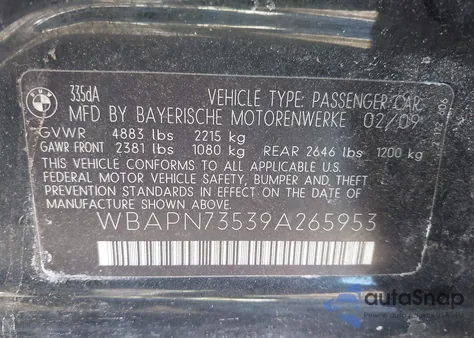 BMW
335dA
VEHICLE TYPE: PASSENGER CAR
MFD BY BAYERISCHE MOTORENWERKE 02/09
GVWR 4883 lbs 2215 kg
GAWR FRONT 2381 lbs 1080 kg REAR 2646 lbs 1200 kg
THIS VEHICLE CONFORMS TO ALL APPLICABLE U.S.
FEDERAL MOTOR VEHICLE SAFETY, BUMPER AND THEFT
PREVENTION STANDARDS IN EFFECT ON THE DATE OF
MANUFACTURE SHOWN ABOVE.
WBAPN73539A265953
autoSnap